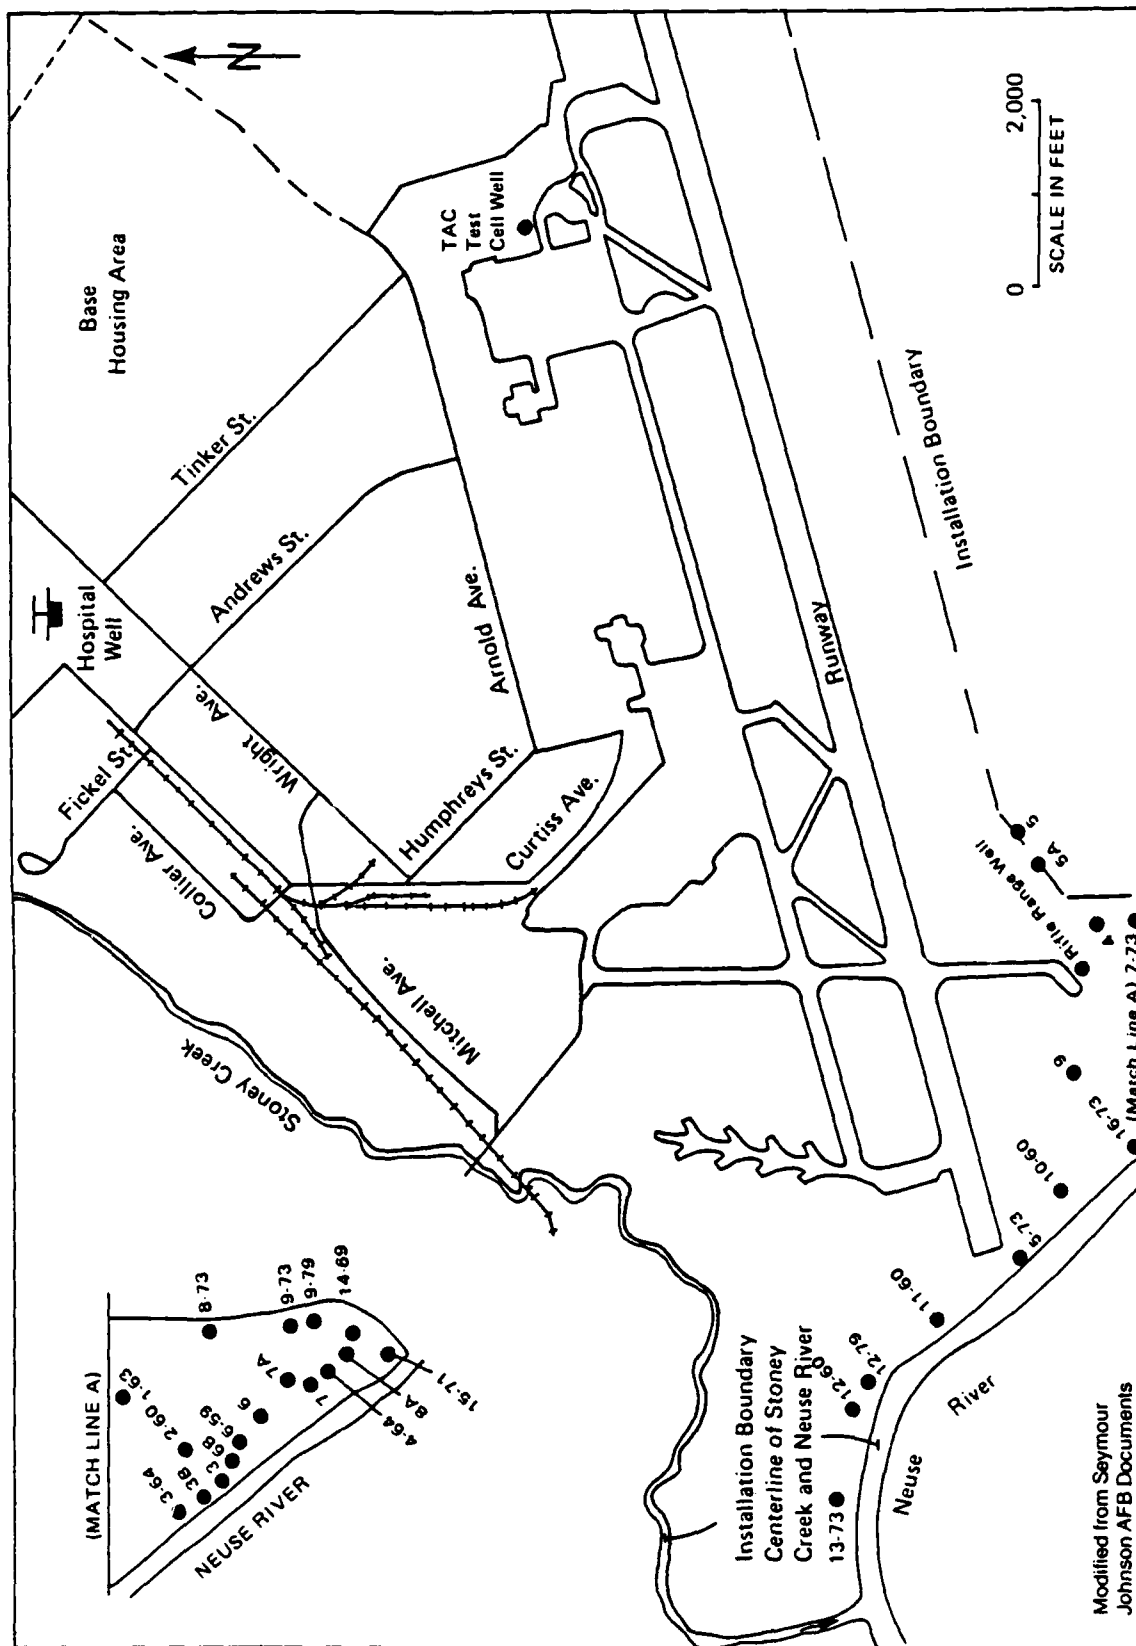 N
Base
Housing Area
TAC
Test
Cell Well
0 2,000
SCALE IN FEET
Tinker St.
Andrews St.
Hospital
Well
Arnold Ave.
Installation Boundary
Runway
Fickel St.
Wright Ave.
Collier Ave.
Humphreys St.
Curtiss Ave.
Mitchell Ave.
Stoney Creek
5
5A
Rifle Range Well
4
(Match Line A) 7-73
9
16-73
10-60
5-73
11-60
12-79
12-60
13-73
Installation Boundary
Centerline of Stoney
Creek and Neuse River
Neuse
River
(MATCH LINE A)
8-73
9-73
9-79
14-69
1-63
2-60
3-64
3B
3
6B
6-59
6
7A
7
4-64
8A
15-71
NEUSE RIVER
Modified from Seymour
Johnson AFB Documents